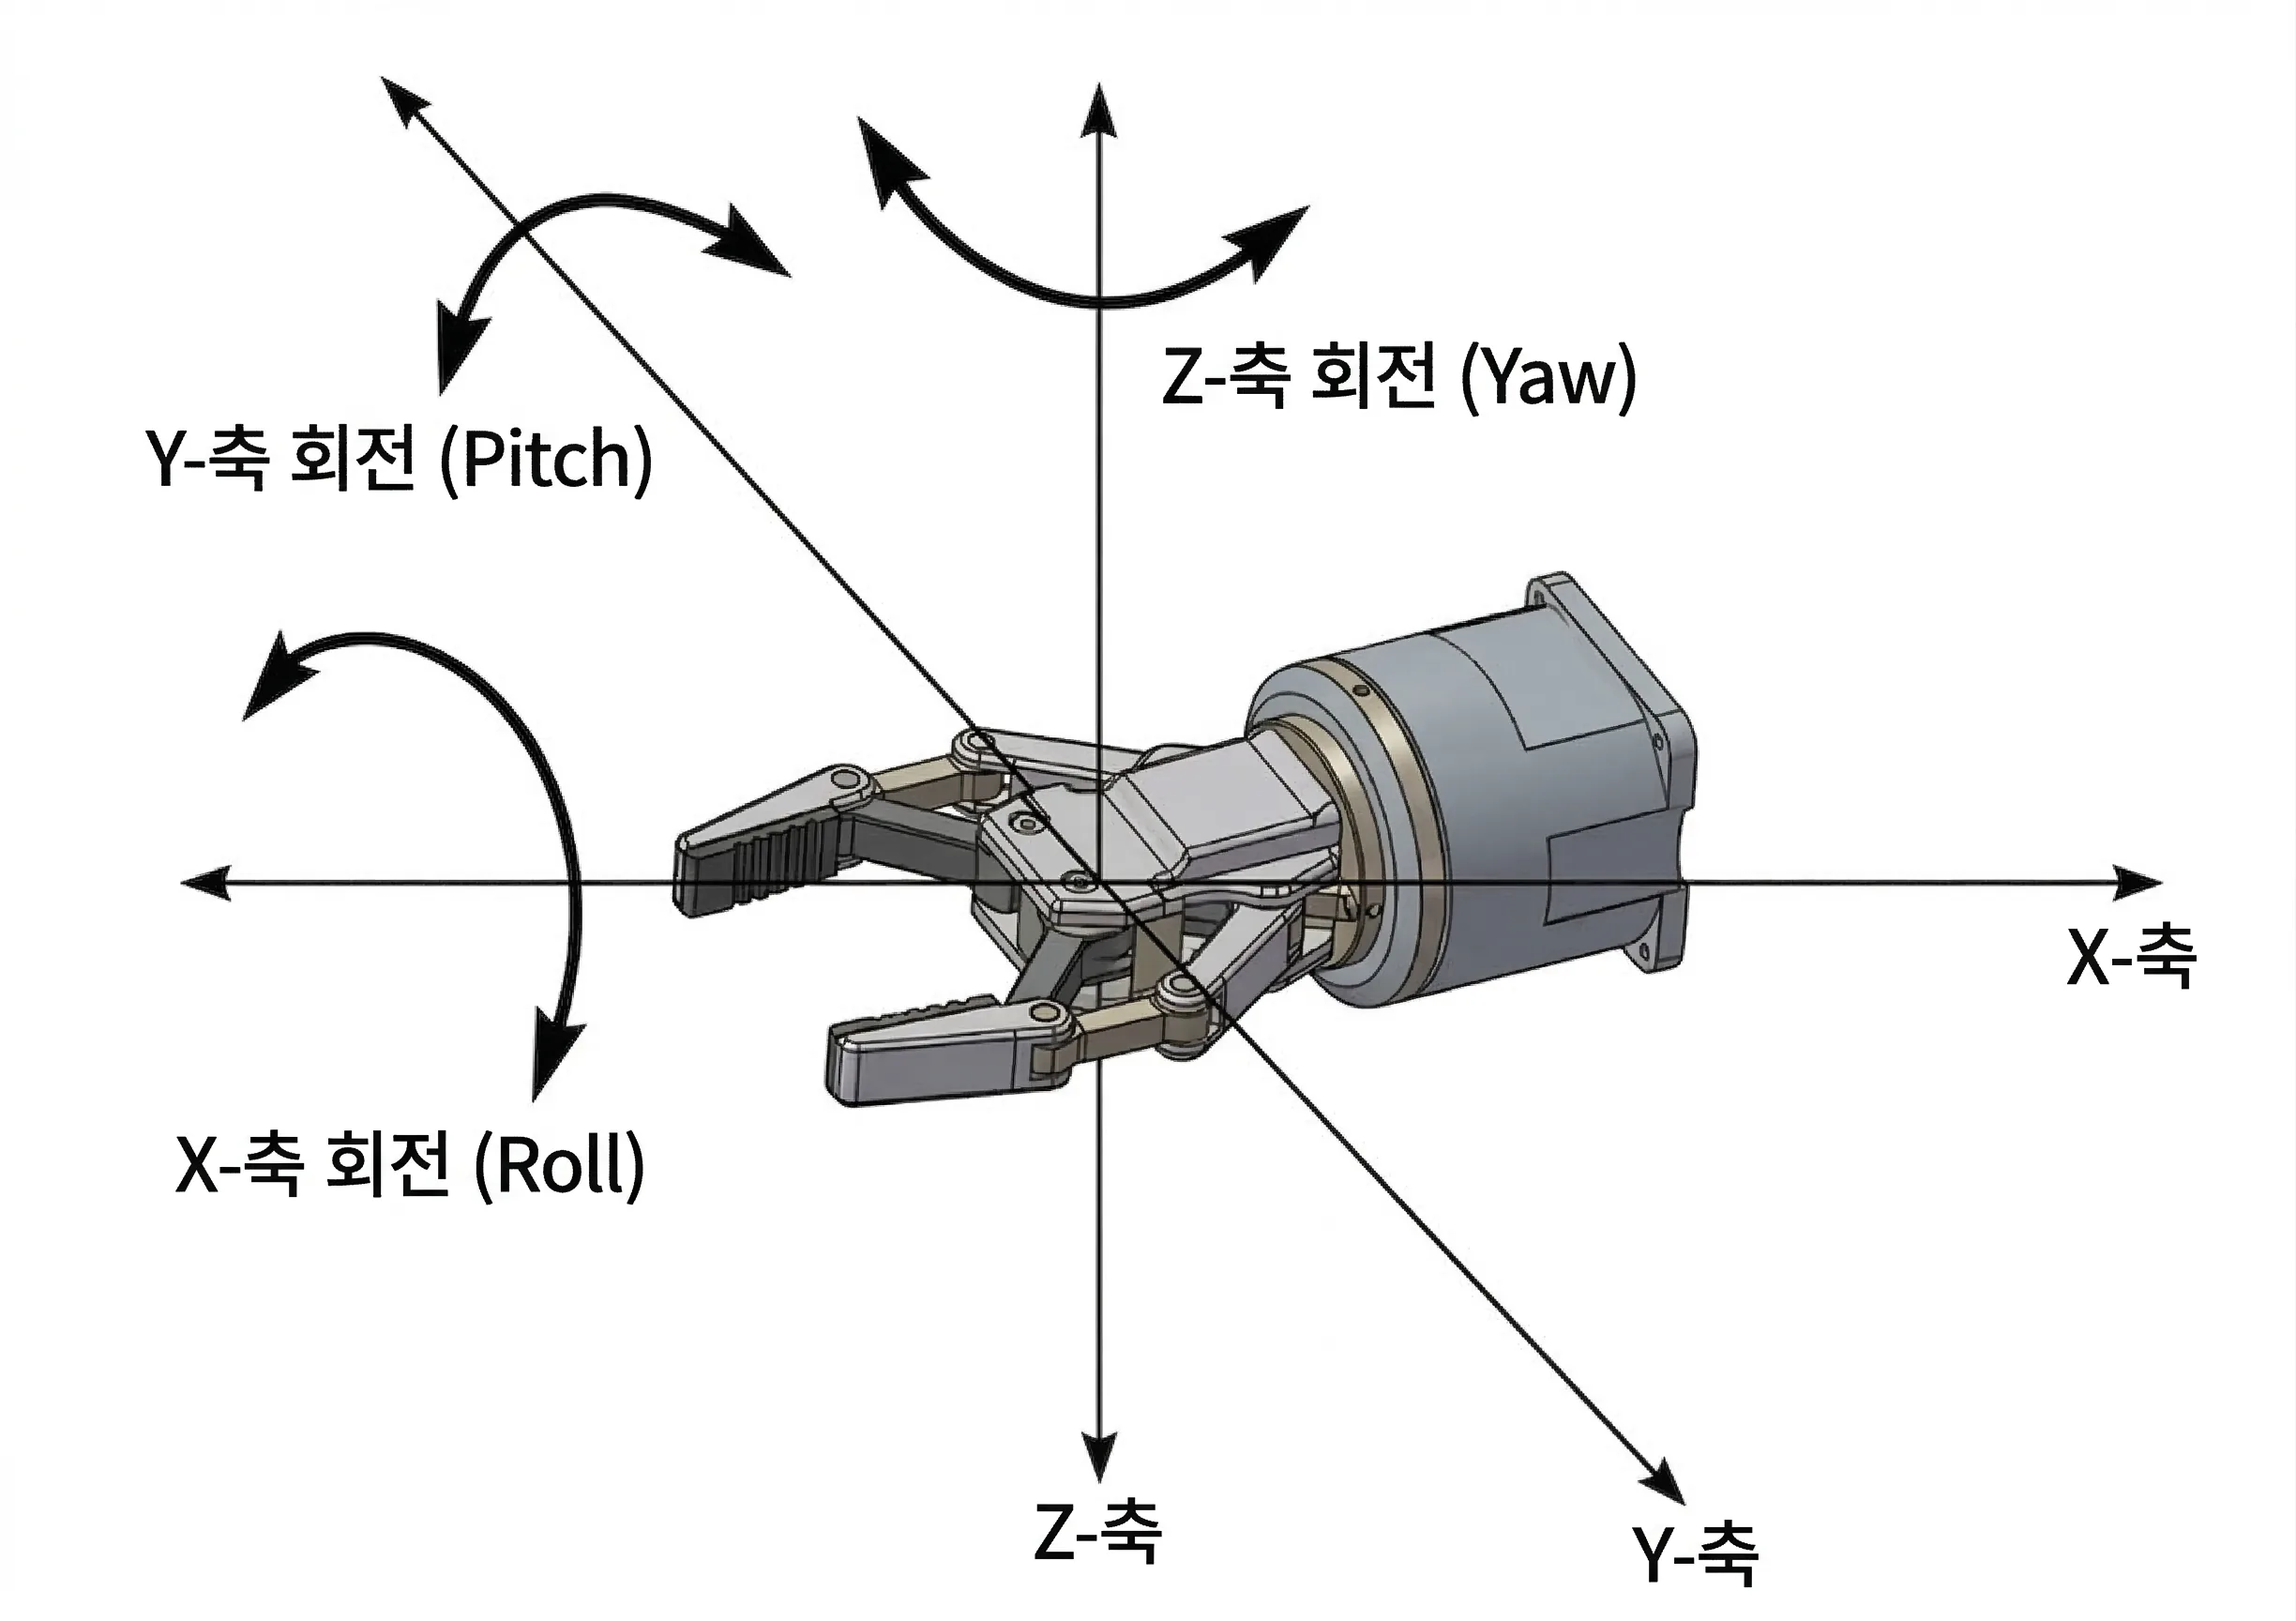 Z-축 회전 (Yaw)
Y-축 회전 (Pitch)
X-축
X-축 회전 (Roll)
Z-축
Y-축